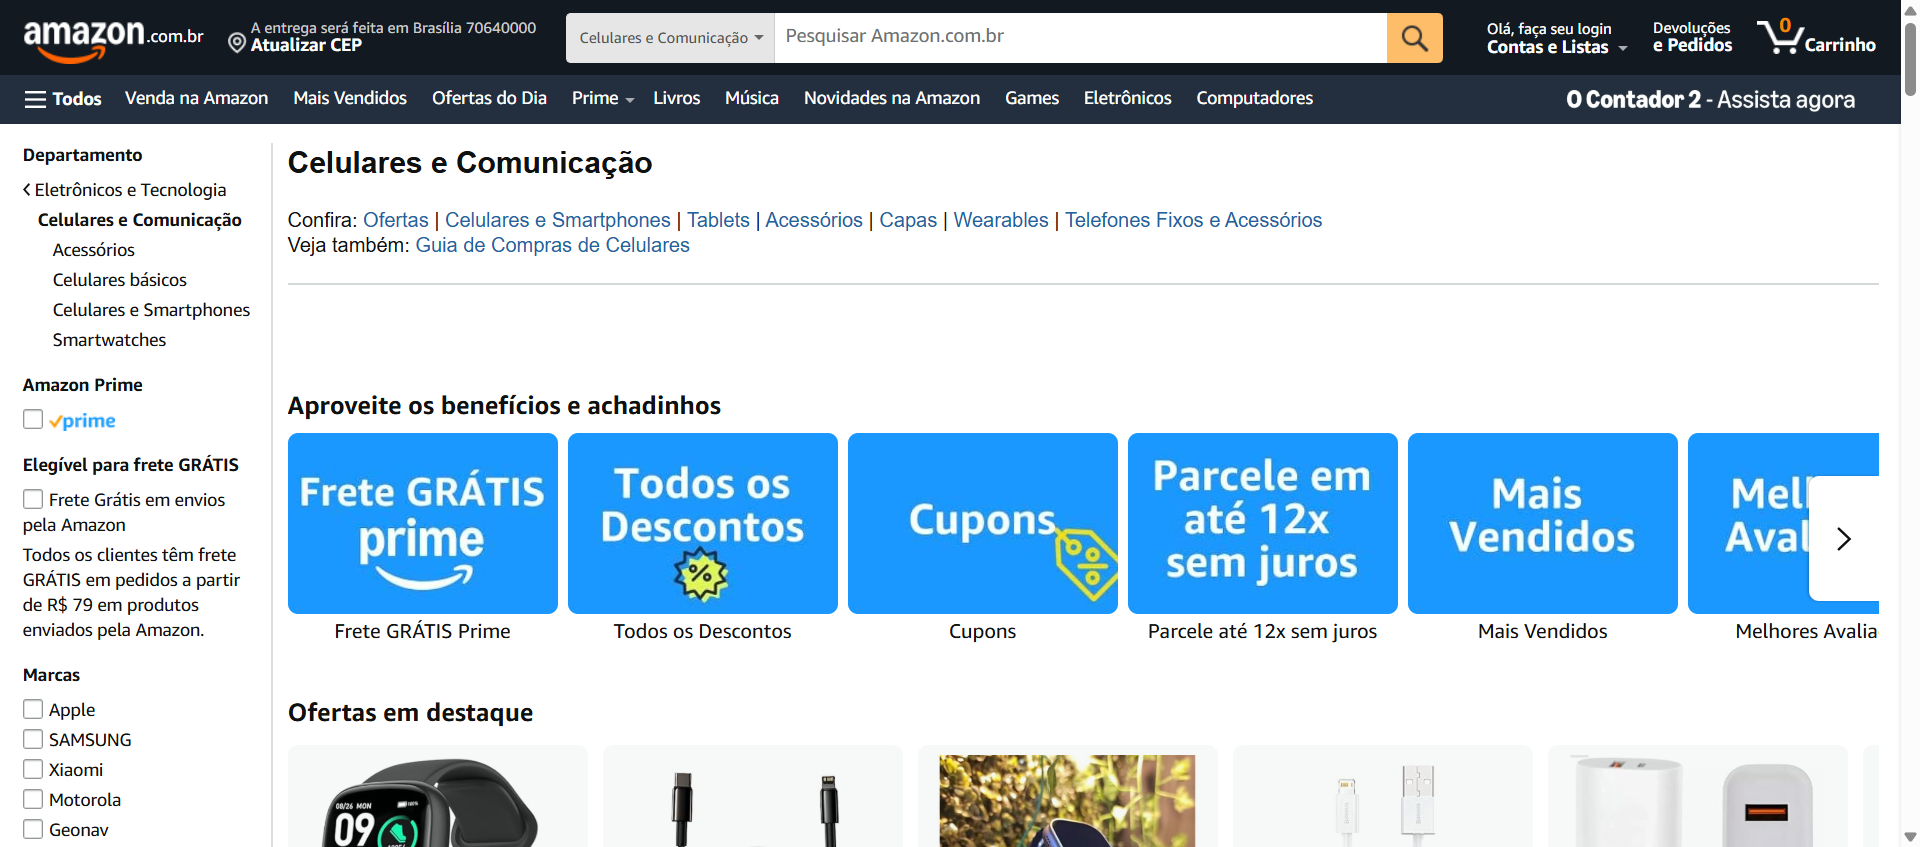 amazon.com.br
A entrega será feita em Brasília 70640000
Atualizar CEP
Celulares e Comunicação
Pesquisar Amazon.com.br
Olá, faça seu login
Contas e Listas
Devoluções
e Pedidos
0
Carrinho
Todos
Venda na Amazon
Mais Vendidos
Ofertas do Dia
Prime
Livros
Música
Novidades na Amazon
Games
Eletrônicos
Computadores
O Contador 2 - Assista agora
Departamento
Eletrônicos e Tecnologia
Celulares e Comunicação
Acessórios
Celulares básicos
Celulares e Smartphones
Smartwatches
Amazon Prime
prime
Elegível para frete GRÁTIS
Frete Grátis em envios
pela Amazon
Todos os clientes têm frete
GRÁTIS em pedidos a partir
de R$ 79 em produtos
enviados pela Amazon.
Marcas
Apple
SAMSUNG
Xiaomi
Motorola
Geonav
Celulares e Comunicação
Confira: Ofertas | Celulares e Smartphones | Tablets | Acessórios | Capas | Wearables | Telefones Fixos e Acessórios
Veja também: Guia de Compras de Celulares
Aproveite os benefícios e achadinhos
Frete GRÁTIS
prime
Frete GRÁTIS Prime
Todos os
Descontos
%
Todos os Descontos
Cupons
%
Cupons
Parcele em
até 12x
sem juros
Parcele até 12x sem juros
Mais
Vendidos
Mais Vendidos
Mel
Aval
Melhores Avalia
Ofertas em destaque
08/26 MON
100%
09